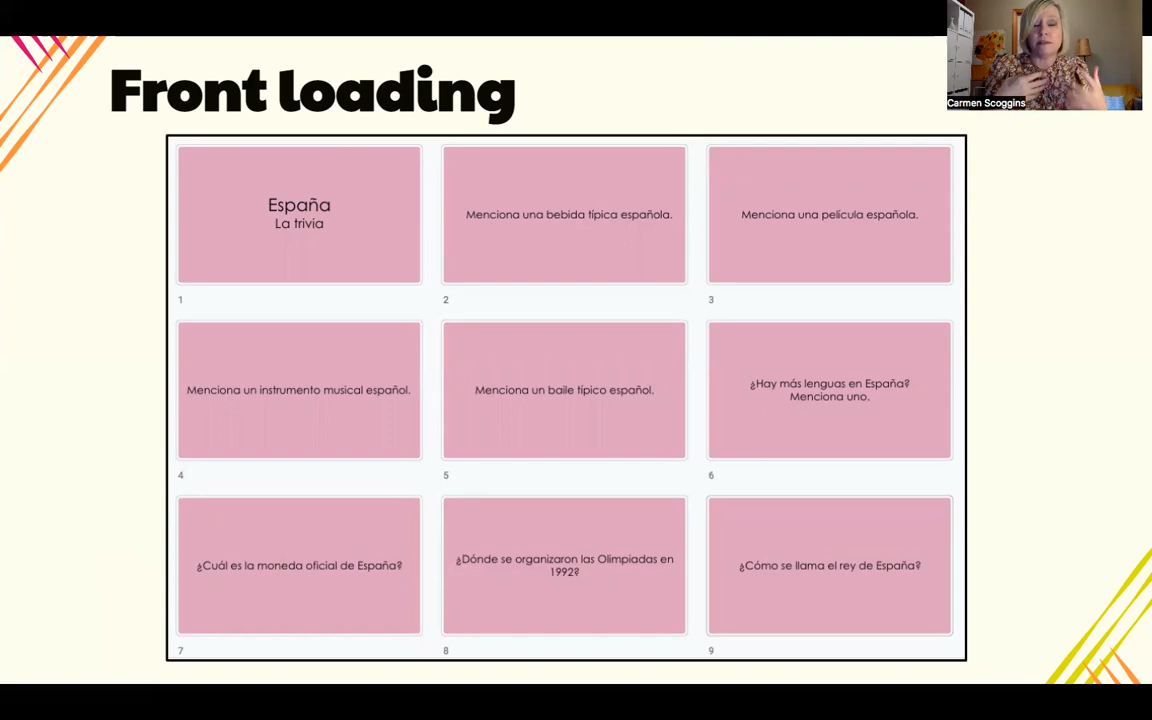 Carmen Scoggins
Front loading
España
La trivia
1
Menciona una bebida típica española.
2
Menciona una película española.
3
Menciona un instrumento musical español.
4
Menciona un baile típico español.
5
¿Hay más lenguas en España?
Menciona uno.
6
¿Cuál es la moneda oficial de España?
7
¿Dónde se organizaron las Olimpiadas en
1992?
8
¿Cómo se llama el rey de España?
9